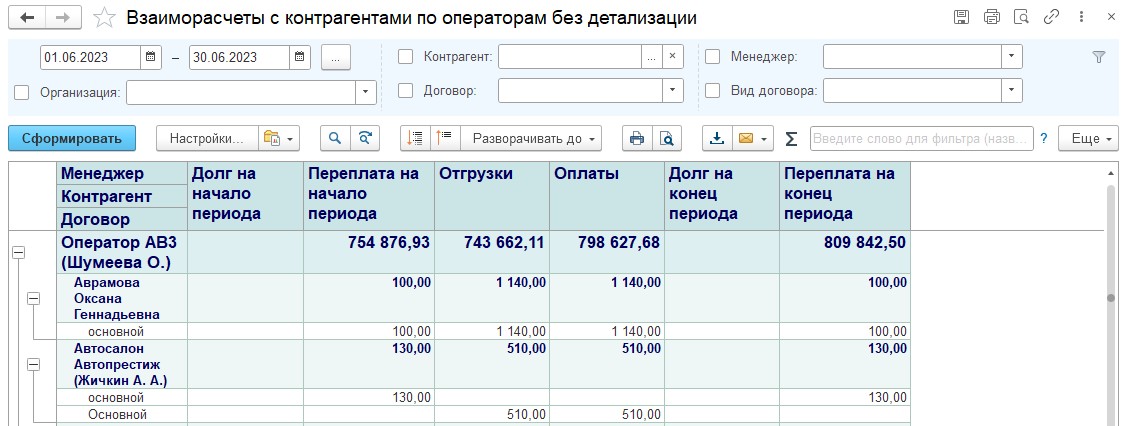 Взаиморасчеты с контрагентами по операторам без детализации
01.06.2023 – 30.06.2023 ... Контрагент: ... × Менеджер:
Организация: Договор: Вид договора:
Сформировать Настройки... Разворачивать до Σ Введите слово для фильтра (назв... ? Еще
Менеджер Долг на Переплата на Отгрузки Оплаты Долг на Переплата на
Контрагент начало начало конец конец
Договор периода периода периода периода
Оператор АВ3 754 876,93 743 662,11 798 627,68 809 842,50
(Шумеева О.)
Аврамова 100,00 1 140,00 1 140,00 100,00
Оксана
Геннадьевна
основной 100,00 1 140,00 1 140,00 100,00
Автосалон 130,00 510,00 510,00 130,00
Автопрестиж
(Жичкин А. А.)
основной 130,00 130,00
Основной 510,00 510,00